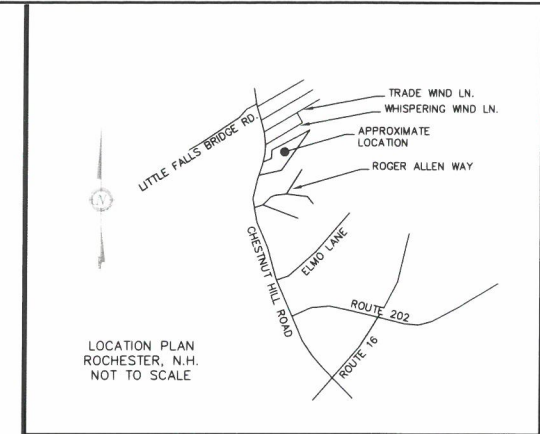 TRADE WIND LN.
WHISPERING WIND LN.
APPROXIMATE
LOCATION
ROGER ALLEN WAY
LITTLE FALLS BRIDGE RD.
N
CHESTNUT HILL ROAD
ELMO LANE
ROUTE 202
ROUTE 16
LOCATION PLAN
ROCHESTER, N.H.
NOT TO SCALE